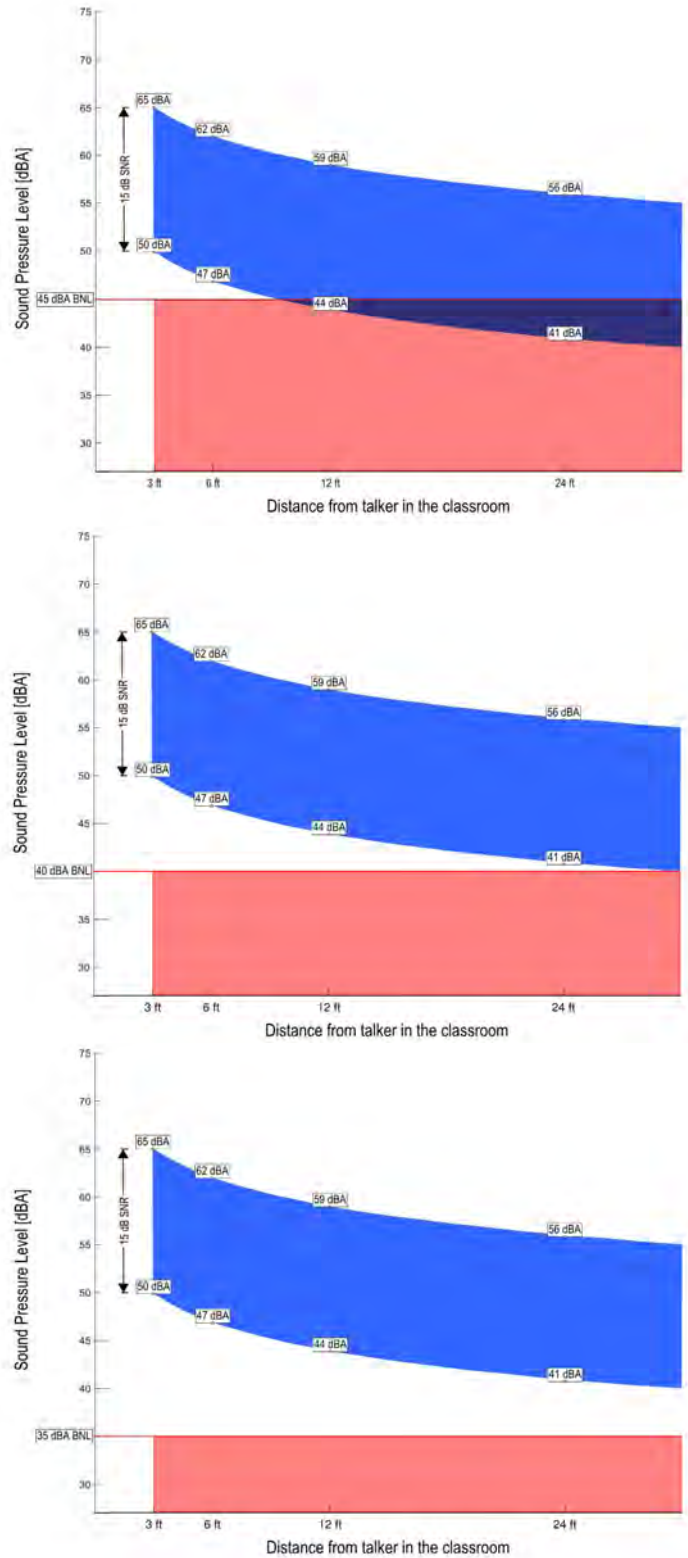 75
70
65
60
55
50
45 dBA BNL
40
35
30
Sound Pressure Level [dBA]
15 dB SNR
65 dBA
62 dBA
59 dBA
56 dBA
50 dBA
47 dBA
44 dBA
41 dBA
3 ft 6 ft 12 ft 24 ft
Distance from talker in the classroom
75
70
65
60
55
50
45
40 dBA BNL
35
30
Sound Pressure Level [dBA]
15 dB SNR
65 dBA
62 dBA
59 dBA
56 dBA
50 dBA
47 dBA
44 dBA
41 dBA
3 ft 6 ft 12 ft 24 ft
Distance from talker in the classroom
75
70
65
60
55
50
45
40
35 dBA BNL
30
Sound Pressure Level [dBA]
15 dB SNR
65 dBA
62 dBA
59 dBA
56 dBA
50 dBA
47 dBA
44 dBA
41 dBA
3 ft 6 ft 12 ft 24 ft
Distance from talker in the classroom